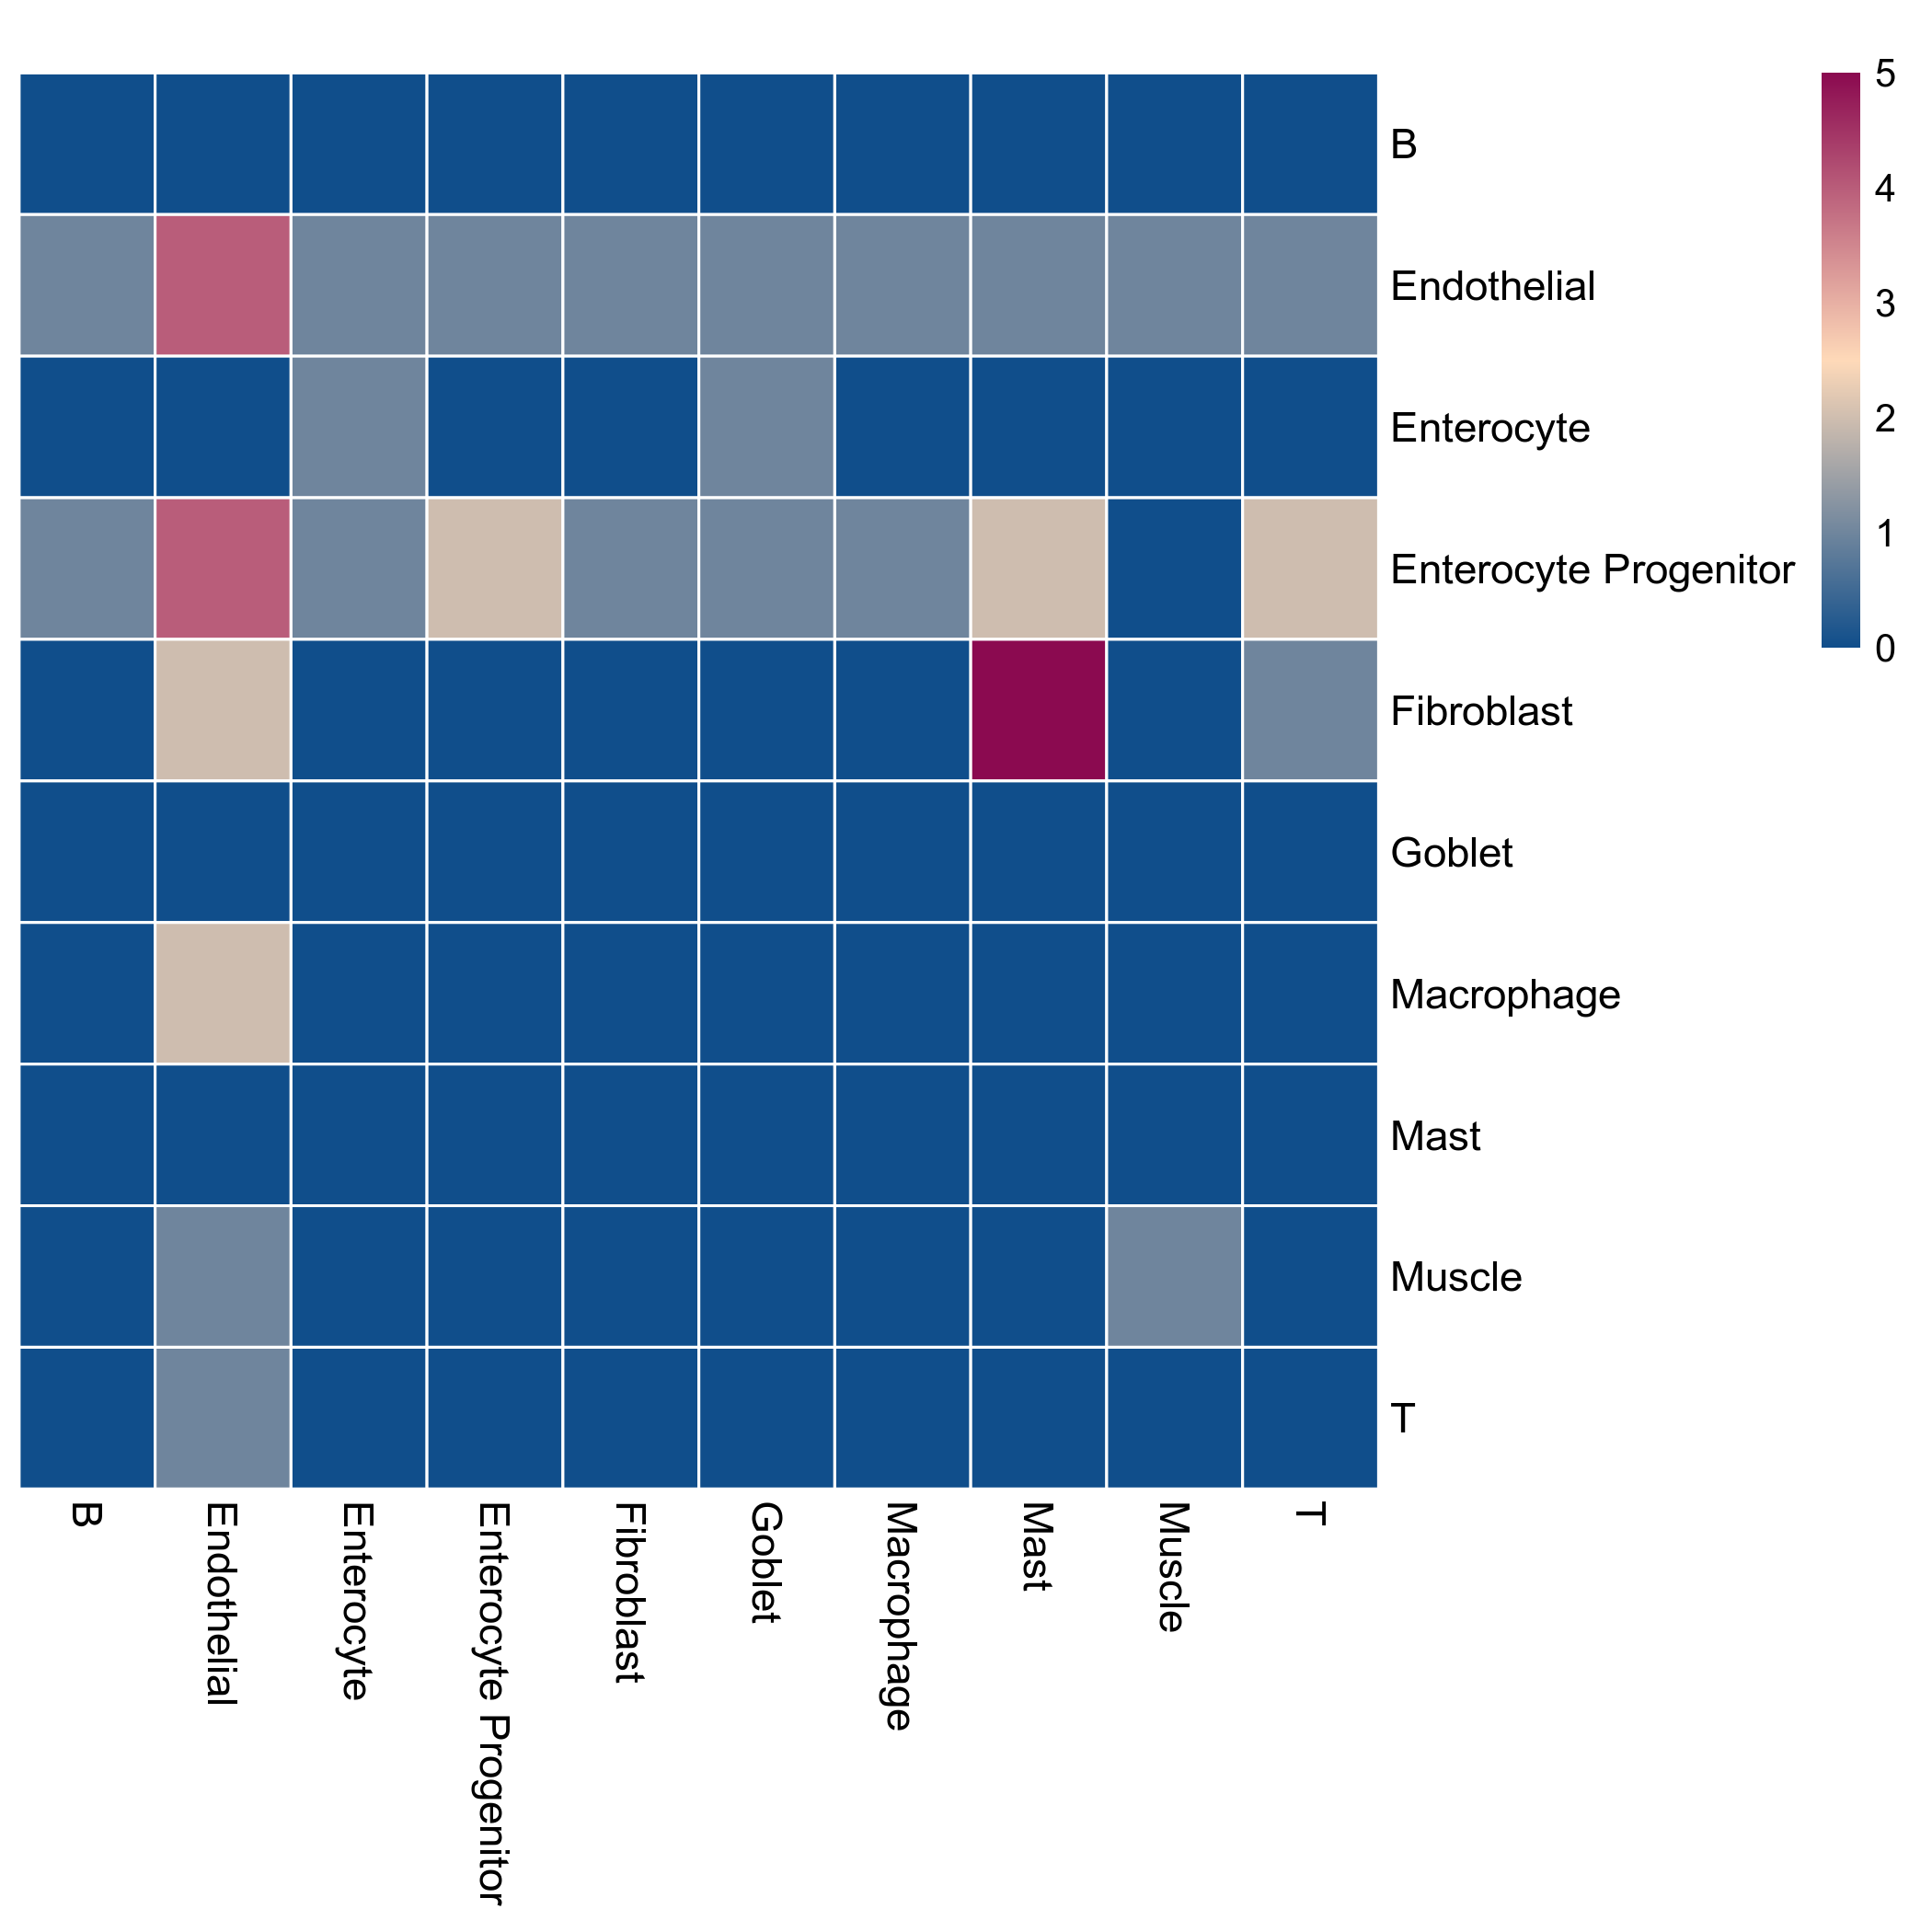 5
4
3
2
1
0
B
Endothelial
Enterocyte
Enterocyte Progenitor
Fibroblast
Goblet
Macrophage
Mast
Muscle
T
B
Endothelial
Enterocyte
Enterocyte Progenitor
Fibroblast
Goblet
Macrophage
Mast
Muscle
T